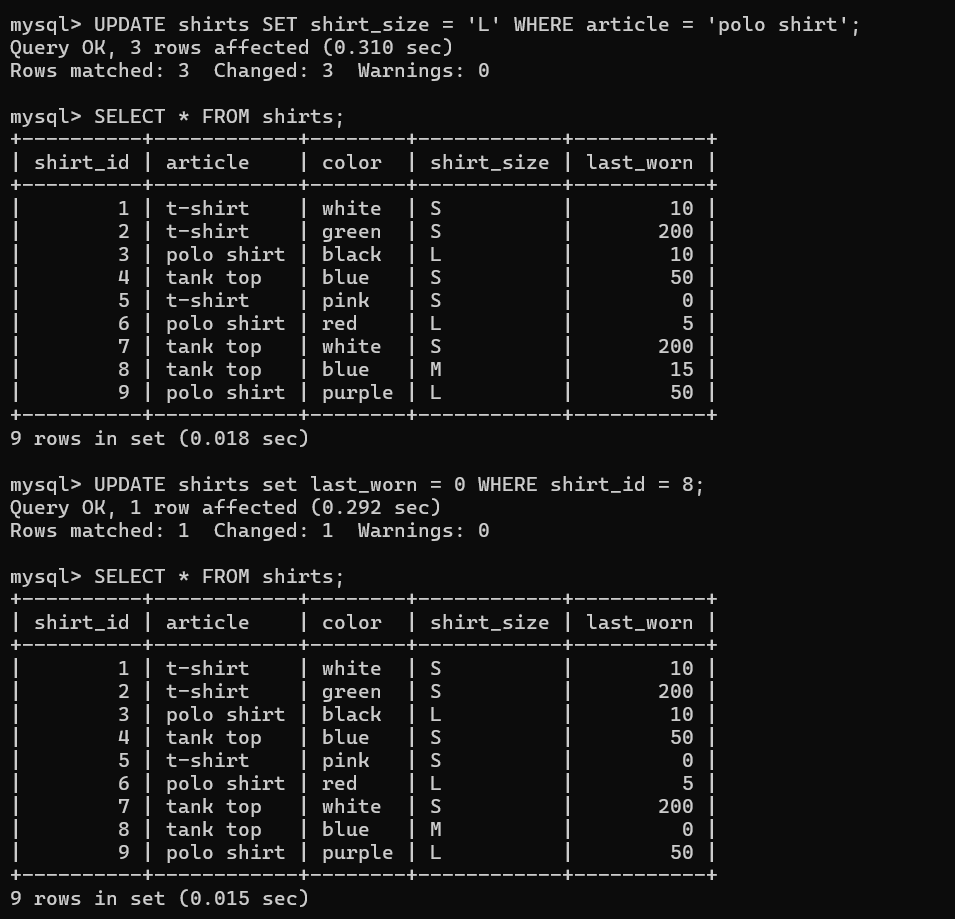 mysql> UPDATE shirts SET shirt_size = 'L' WHERE article = 'polo shirt';
Query OK, 3 rows affected (0.310 sec)
Rows matched: 3  Changed: 3  Warnings: 0

mysql> SELECT * FROM shirts;
+----------+------------+--------+------------+-----------+
| shirt_id | article    | color  | shirt_size | last_worn |
+----------+------------+--------+------------+-----------+
|        1 | t-shirt    | white  | S          |        10 |
|        2 | t-shirt    | green  | S          |       200 |
|        3 | polo shirt | black  | L          |        10 |
|        4 | tank top   | blue   | S          |        50 |
|        5 | t-shirt    | pink   | S          |         0 |
|        6 | polo shirt | red    | L          |         5 |
|        7 | tank top   | white  | S          |       200 |
|        8 | tank top   | blue   | M          |        15 |
|        9 | polo shirt | purple | L          |        50 |
+----------+------------+--------+------------+-----------+
9 rows in set (0.018 sec)

mysql> UPDATE shirts set last_worn = 0 WHERE shirt_id = 8;
Query OK, 1 row affected (0.292 sec)
Rows matched: 1  Changed: 1  Warnings: 0

mysql> SELECT * FROM shirts;
+----------+------------+--------+------------+-----------+
| shirt_id | article    | color  | shirt_size | last_worn |
+----------+------------+--------+------------+-----------+
|        1 | t-shirt    | white  | S          |        10 |
|        2 | t-shirt    | green  | S          |       200 |
|        3 | polo shirt | black  | L          |        10 |
|        4 | tank top   | blue   | S          |        50 |
|        5 | t-shirt    | pink   | S          |         0 |
|        6 | polo shirt | red    | L          |         5 |
|        7 | tank top   | white  | S          |       200 |
|        8 | tank top   | blue   | M          |         0 |
|        9 | polo shirt | purple | L          |        50 |
+----------+------------+--------+------------+-----------+
9 rows in set (0.015 sec)